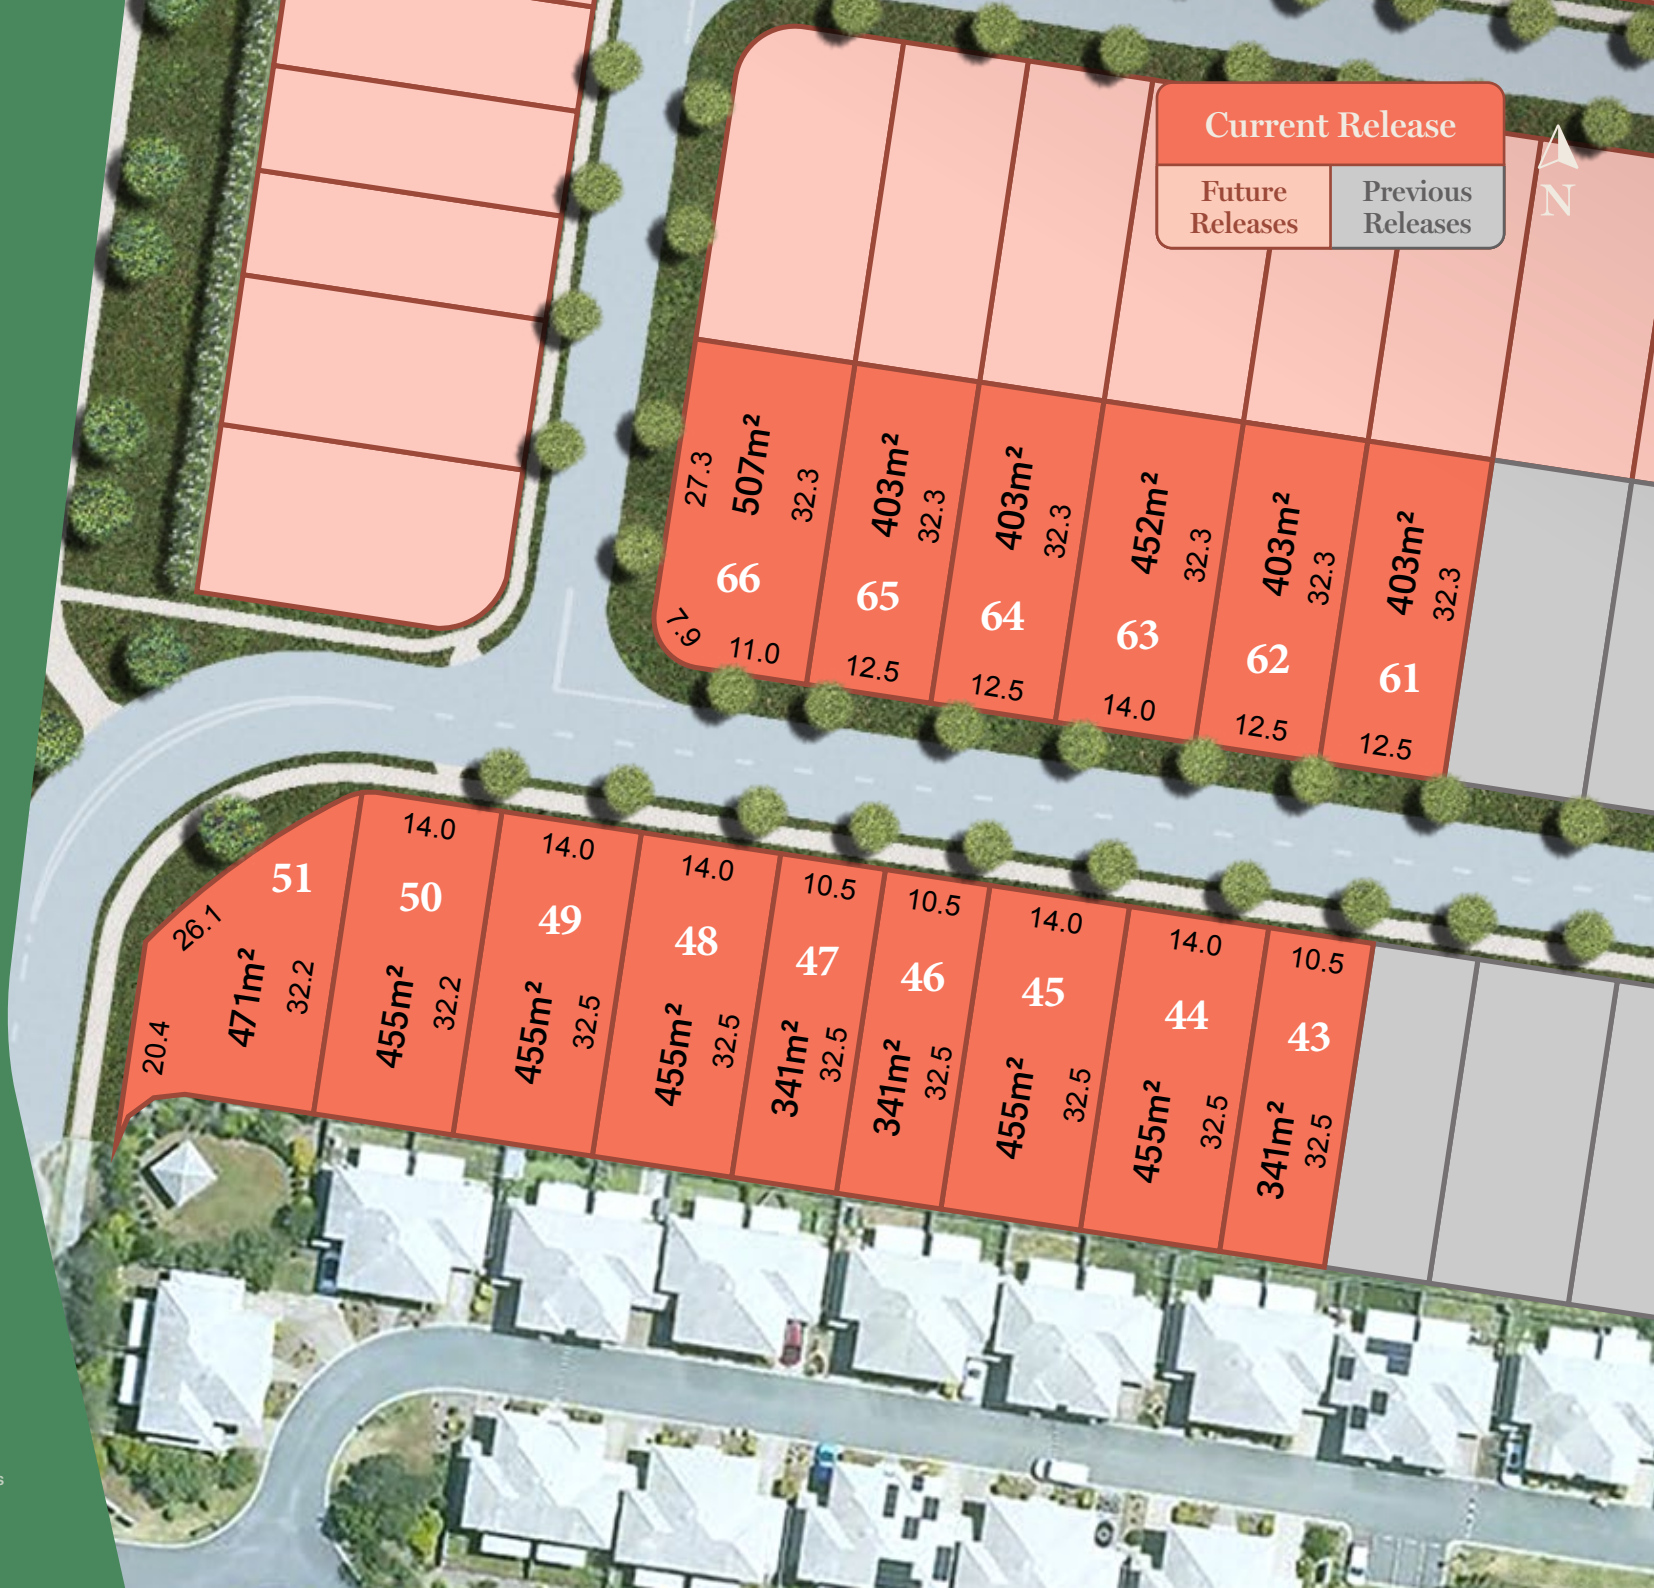 Current Release
Future
Releases
Previous
Releases
N
27.3
507m²
32.3
66
7.9
11.0
403m²
32.3
65
12.5
403m²
32.3
64
12.5
452m²
32.3
63
14.0
403m²
32.3
62
12.5
403m²
32.3
61
12.5
51
26.1
471m²
32.2
20.4
14.0
50
455m²
32.2
14.0
49
455m²
32.5
14.0
48
455m²
32.5
10.5
47
341m²
32.5
10.5
46
341m²
32.5
14.0
45
455m²
32.5
14.0
44
455m²
32.5
10.5
43
341m²
32.5
s